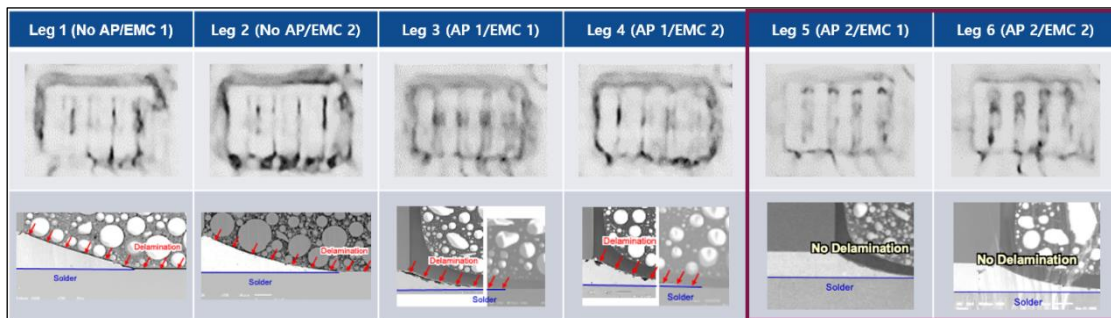 Leg 1 (No AP/EMC 1)
Leg 2 (No AP/EMC 2)
Leg 3 (AP 1/EMC 1)
Leg 4 (AP 1/EMC 2)
Leg 5 (AP 2/EMC 1)
Leg 6 (AP 2/EMC 2)
Delamination
Solder
Delamination
Solder
Delamination
Solder
Delamination
Solder
No Delamination
Solder
No Delamination
Solder